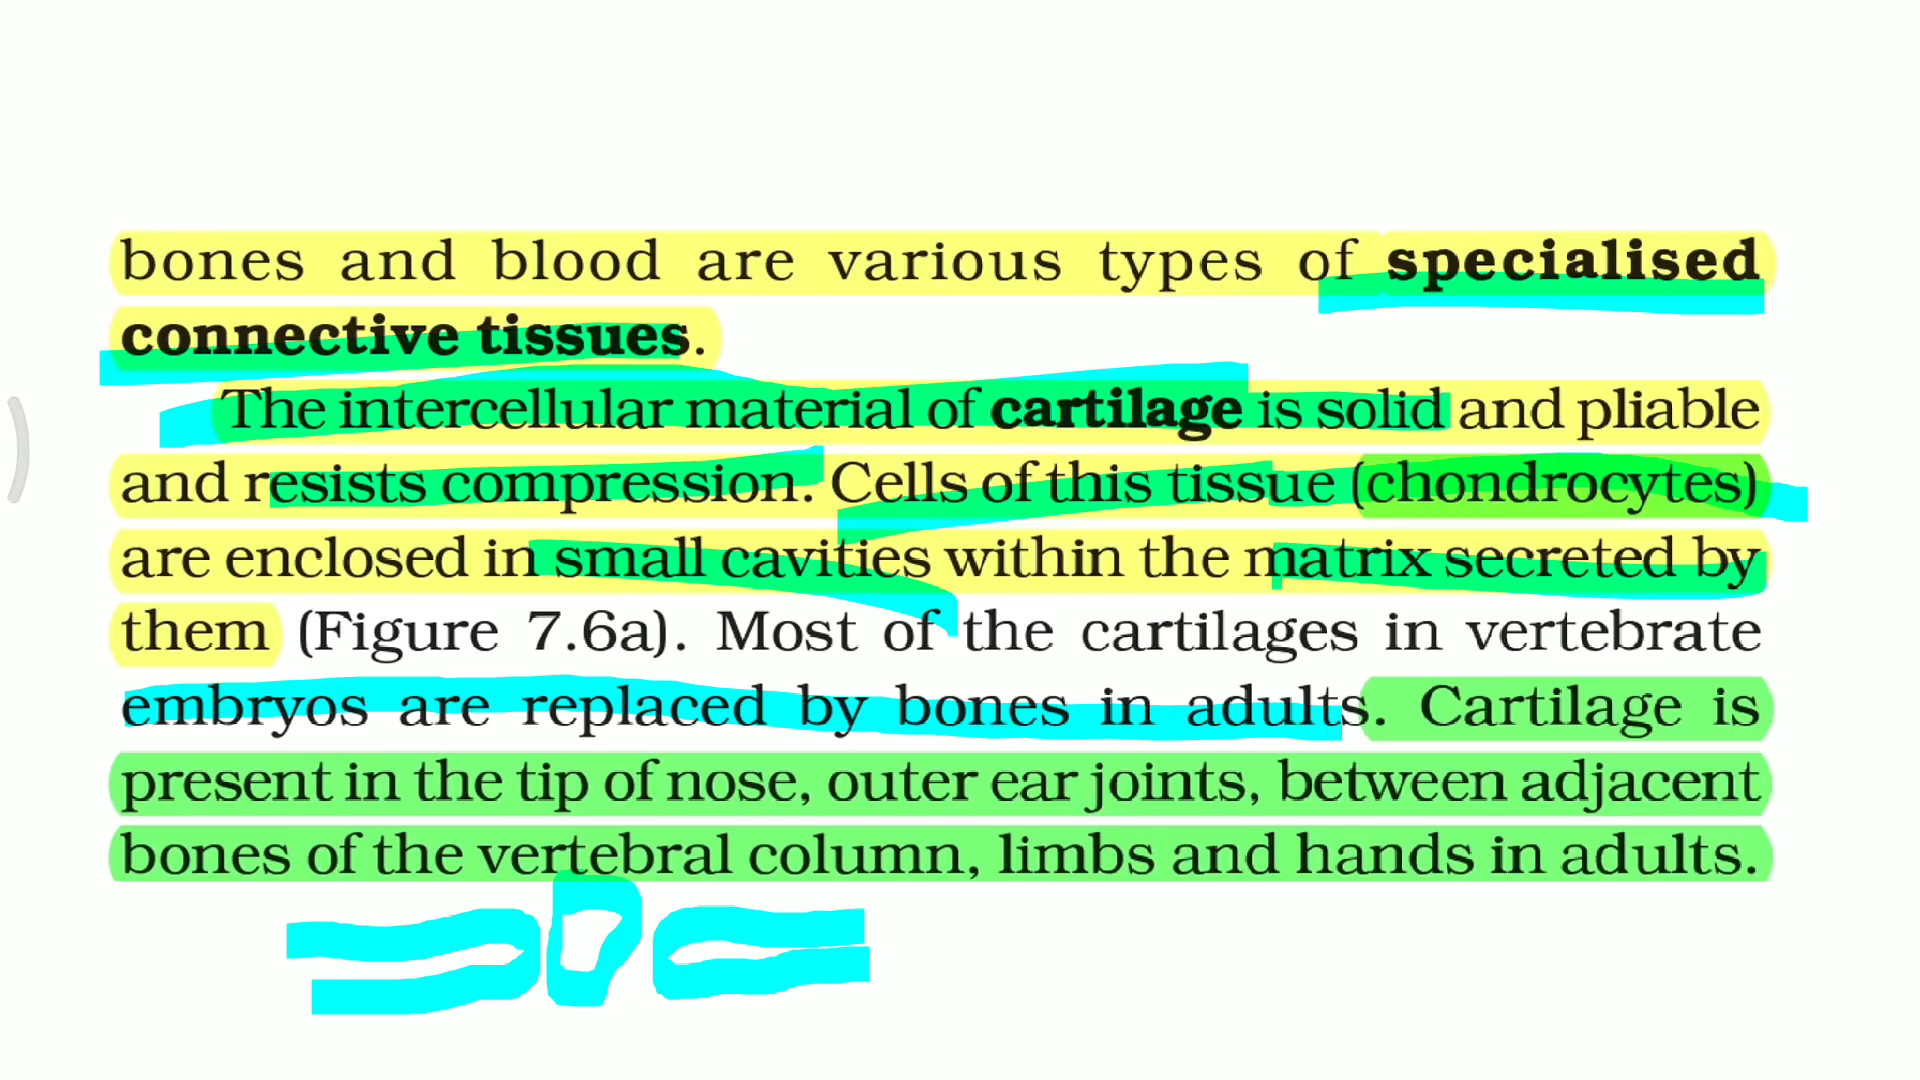 bones and blood are various types of specialised
connective tissues.
The intercellular material of cartilage is solid and pliable
and resists compression. Cells of this tissue (chondrocytes)
are enclosed in small cavities within the matrix secreted by
them (Figure 7.6a). Most of the cartilages in vertebrate
embryos are replaced by bones in adults. Cartilage is
present in the tip of nose, outer ear joints, between adjacent
bones of the vertebral column, limbs and hands in adults.